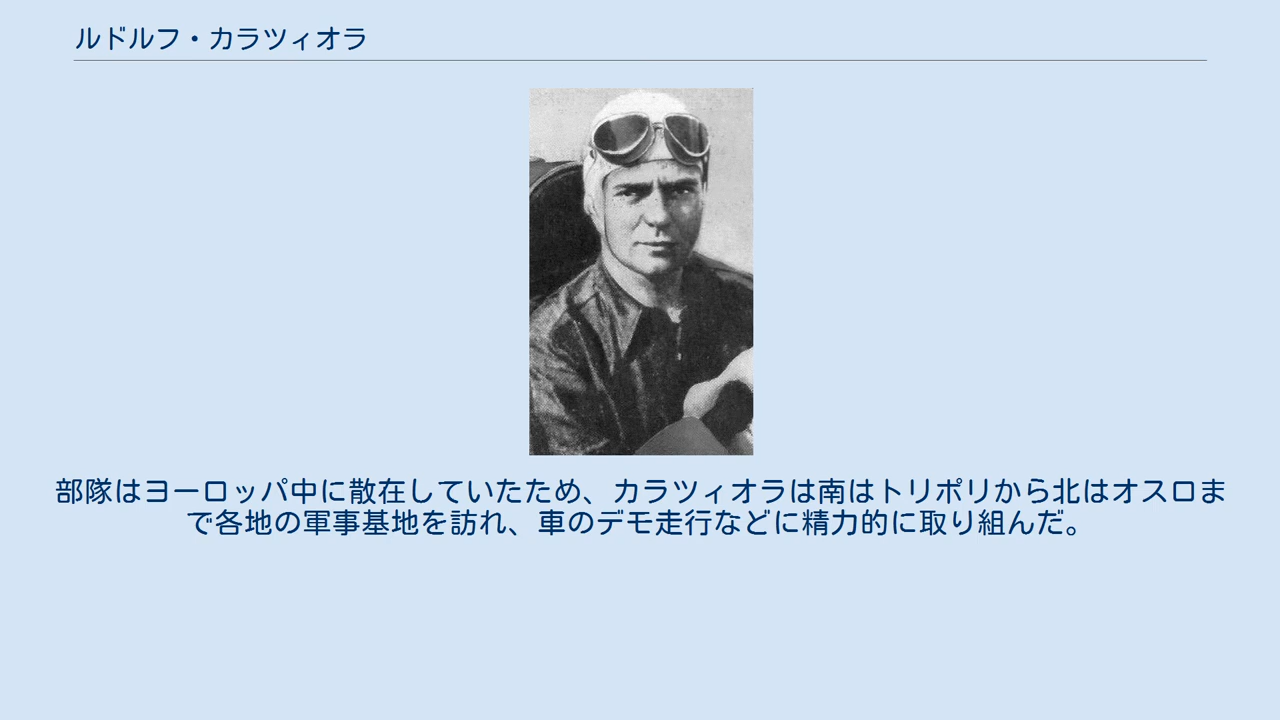 ルドルフ・カラツィオラ
部隊はヨーロッパ中に散在していたため、カラツィオラは南はトリポリから北はオスロま
で各地の軍事基地を訪れ、車のデモ走行などに精力的に取り組んだ。